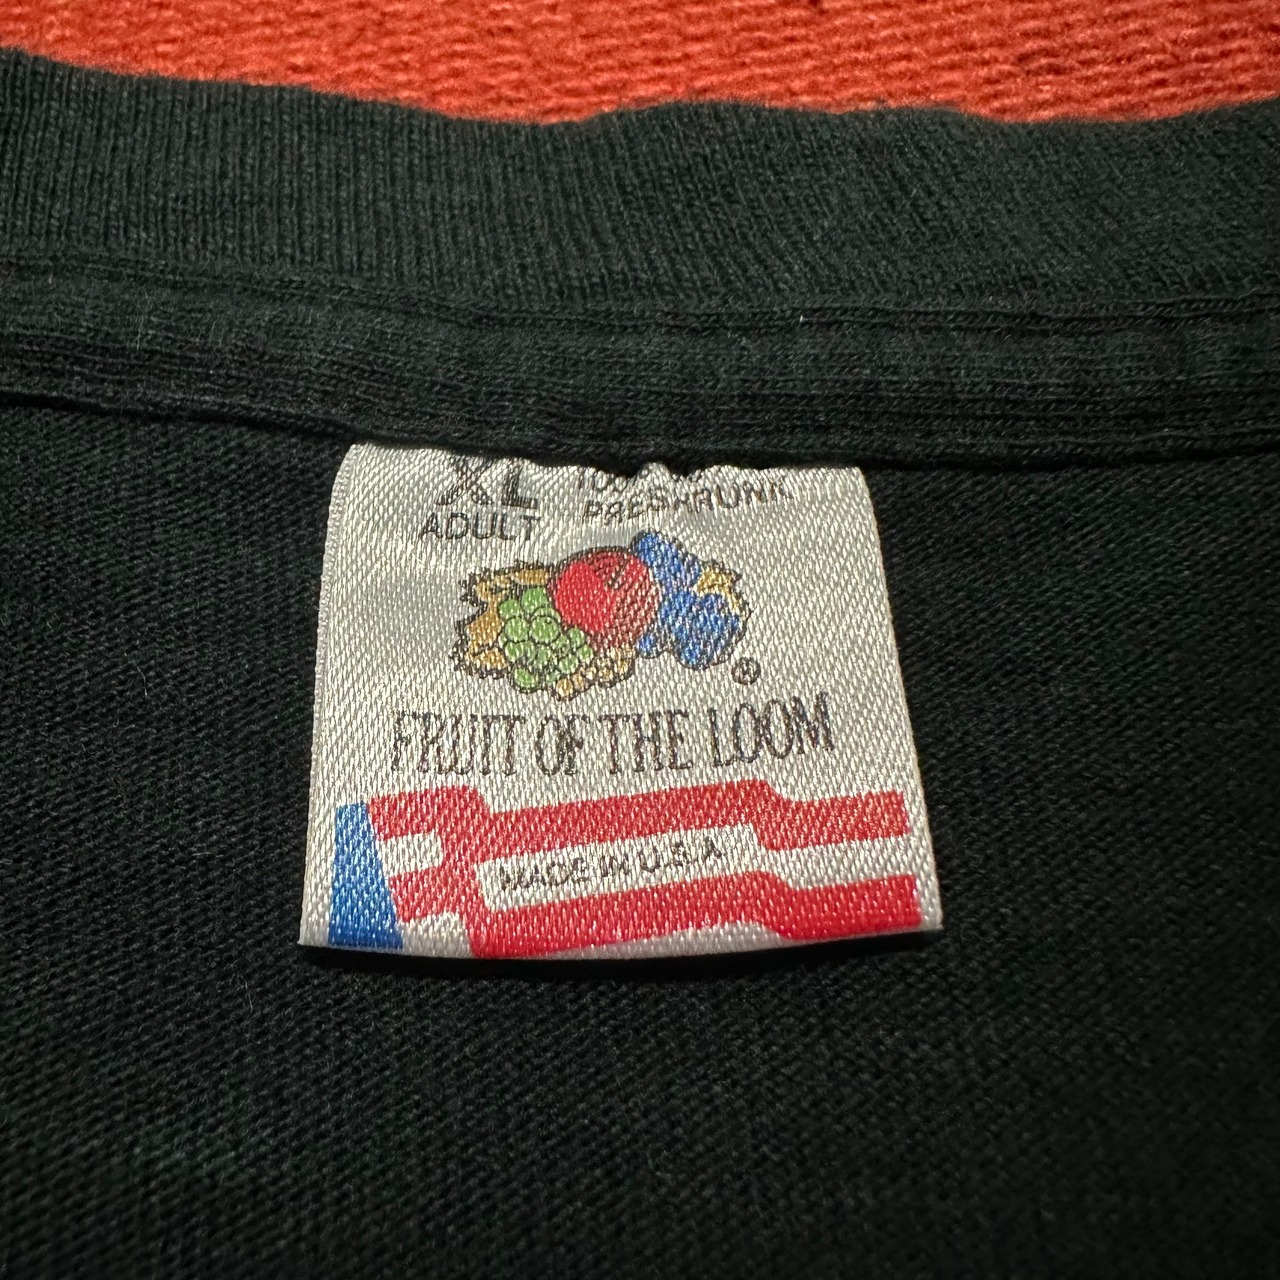 XL
ADULT
PRESHRUNK
®
FRUIT OF THE LOOM
MADE IN U.S.A.